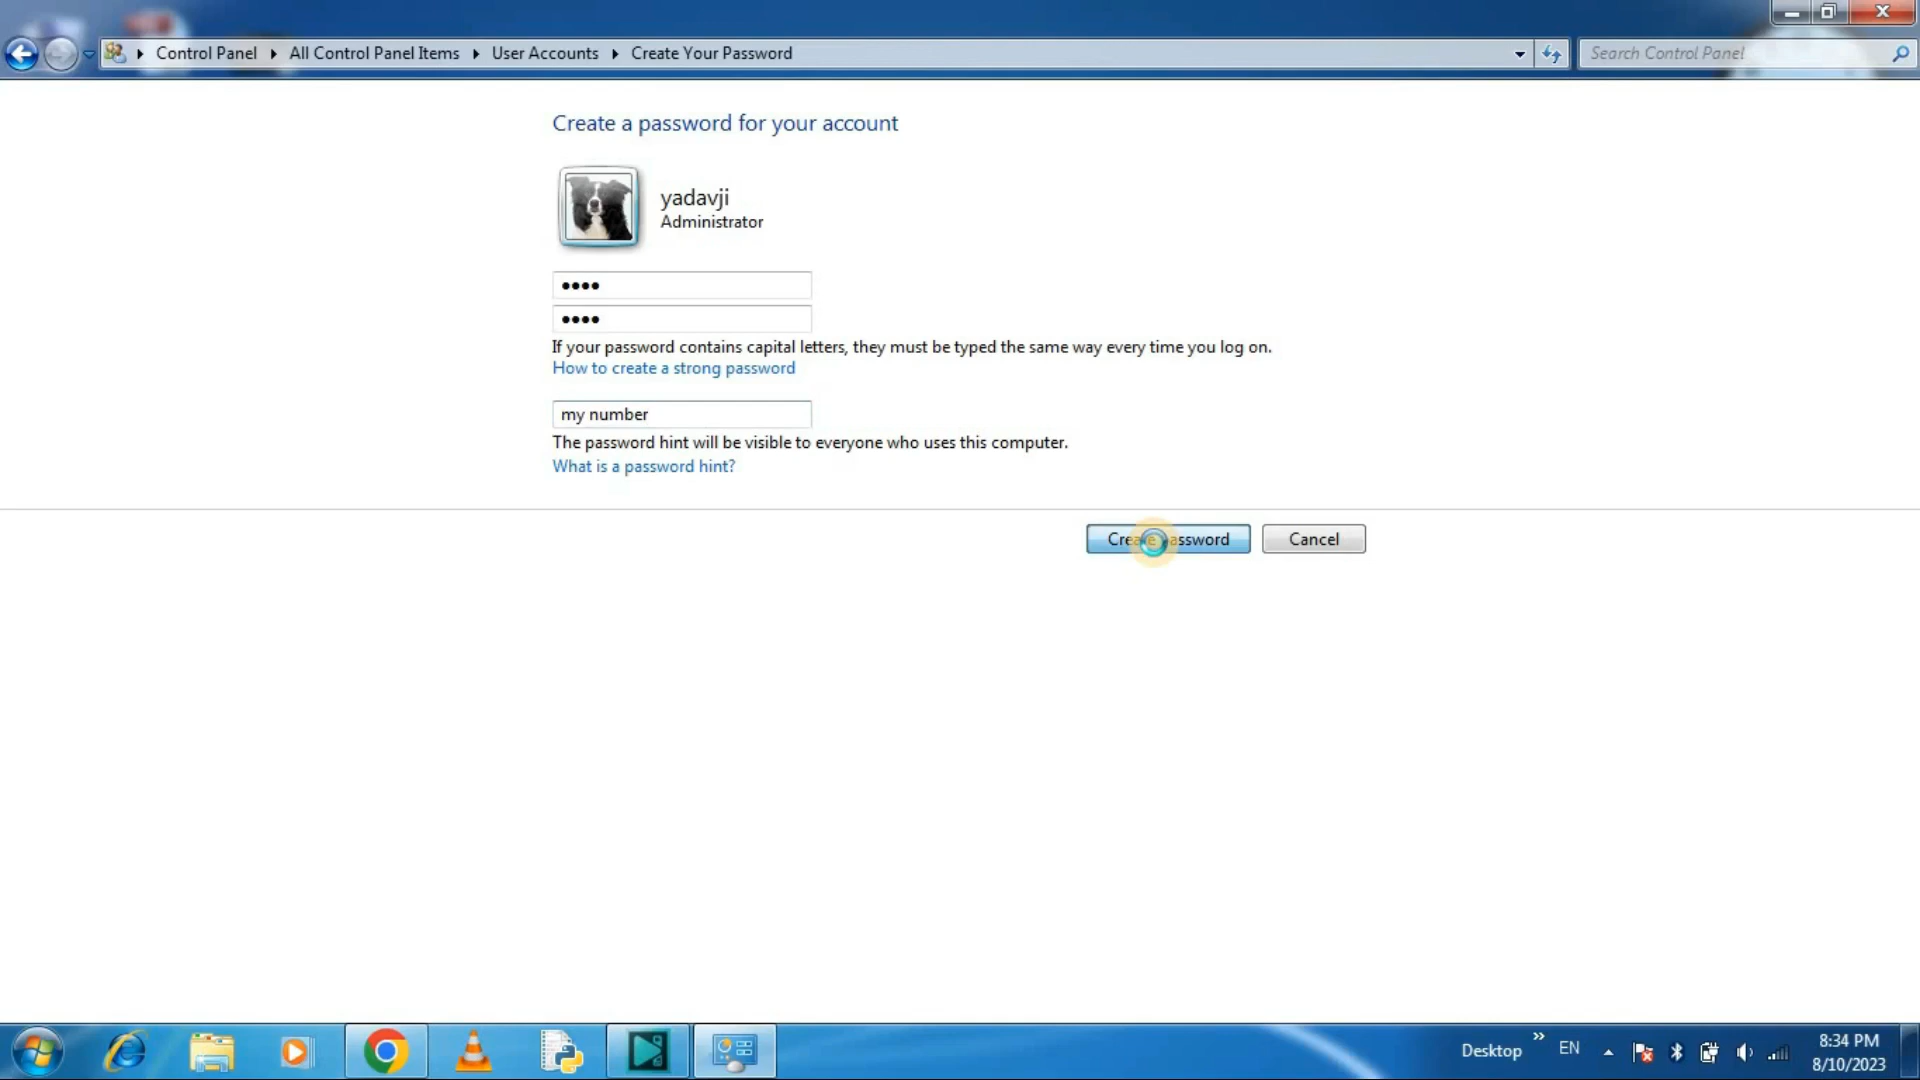 Control Panel All Control Panel Items User Accounts Create Your Password
Search Control Panel
Create a password for your account
yadavji
Administrator
••••
••••
If your password contains capital letters, they must be typed the same way every time you log on.
How to create a strong password
my number
The password hint will be visible to everyone who uses this computer.
What is a password hint?
Create password
Cancel
Desktop
EN
8:34 PM
8/10/2023